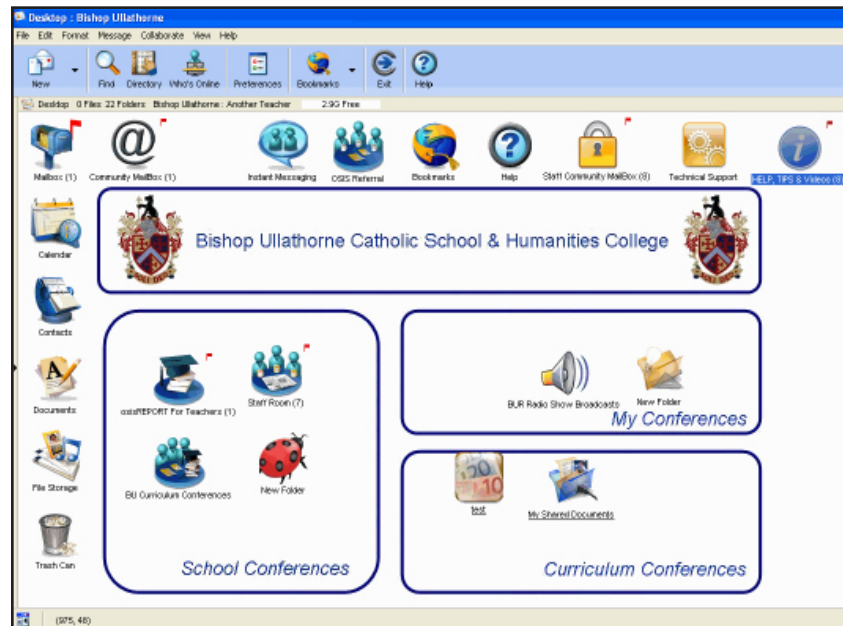 Desktop : Bishop Ullathorne
File Edit Format Message Collaborate View Help
New Find Directory Who's Online Preferences Bookmarks Exit Help
Desktop 0 Files 22 Folders Bishop Ullathorne : Another Teacher 2.9G Free
Mailbox (1) Community MailBox (1) Instant Messaging OSIS Referral Bookmarks Help Staff Community MailBox (8) Technical Support HELP, TIPS & Videos (8)
Bishop Ullathorne Catholic School & Humanities College
Calendar
Contacts
Documents
File Storage
Trash Can
osisREPORT For Teachers (1) Staff Room (7)
BU Curriculum Conferences New Folder
School Conferences
BUR Radio Show Broadcasts New Folder
My Conferences
20
10
test My Shared Documents
Curriculum Conferences
(975, 48)